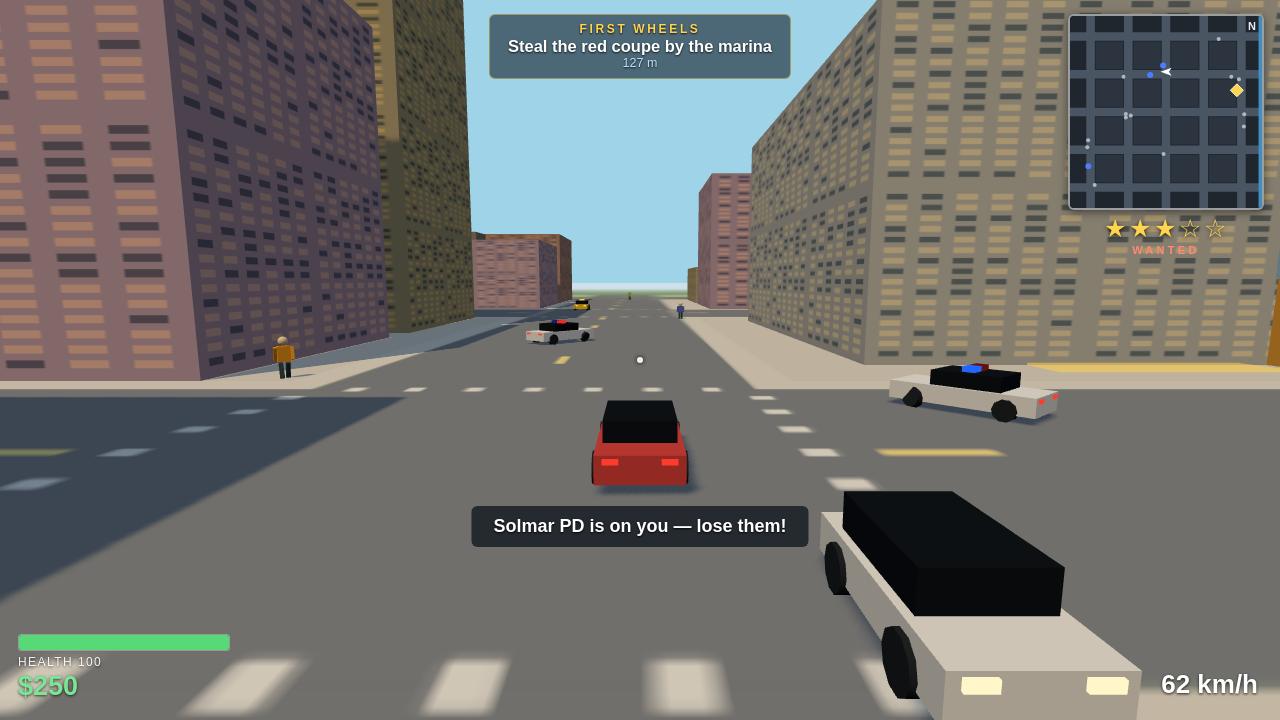 FIRST WHEELS
Steal the red coupe by the marina
127 m
N
WANTED
Solmar PD is on you — lose them!
HEALTH 100
$250
62 km/h